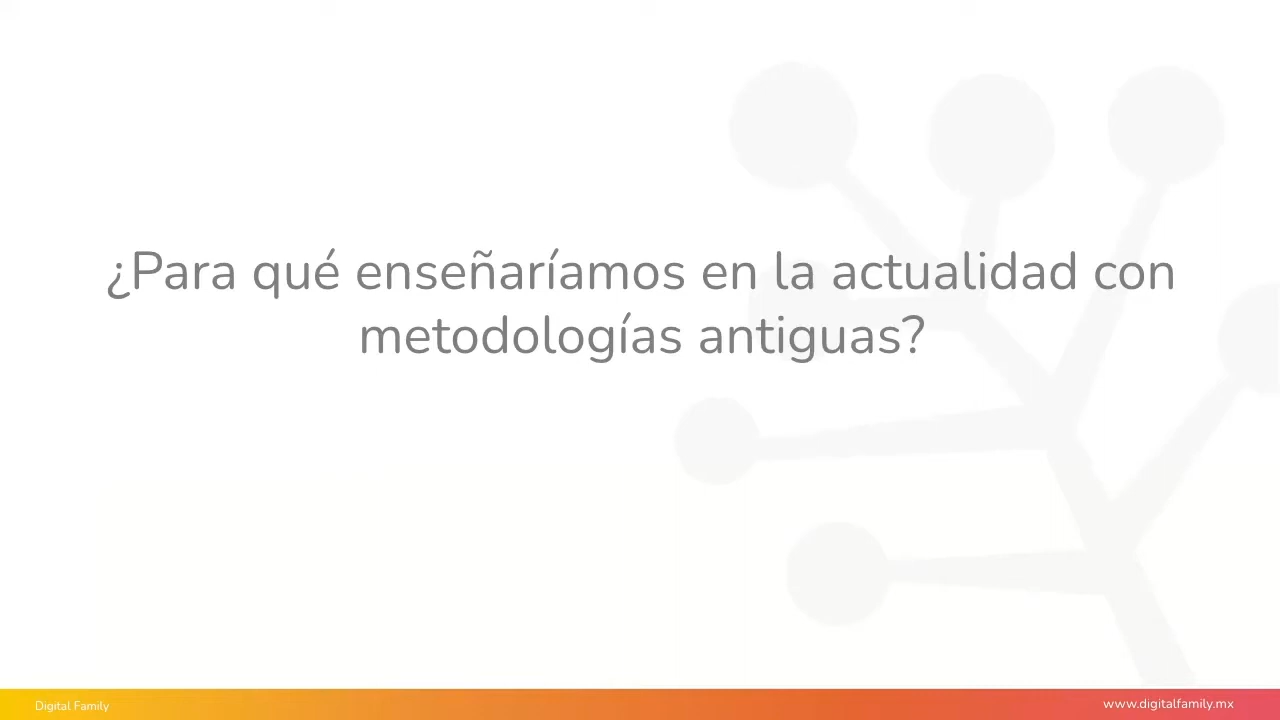 ¿Para qué enseñaríamos en la actualidad con
metodologías antiguas?
Digital Family
www.digitalfamily.mx